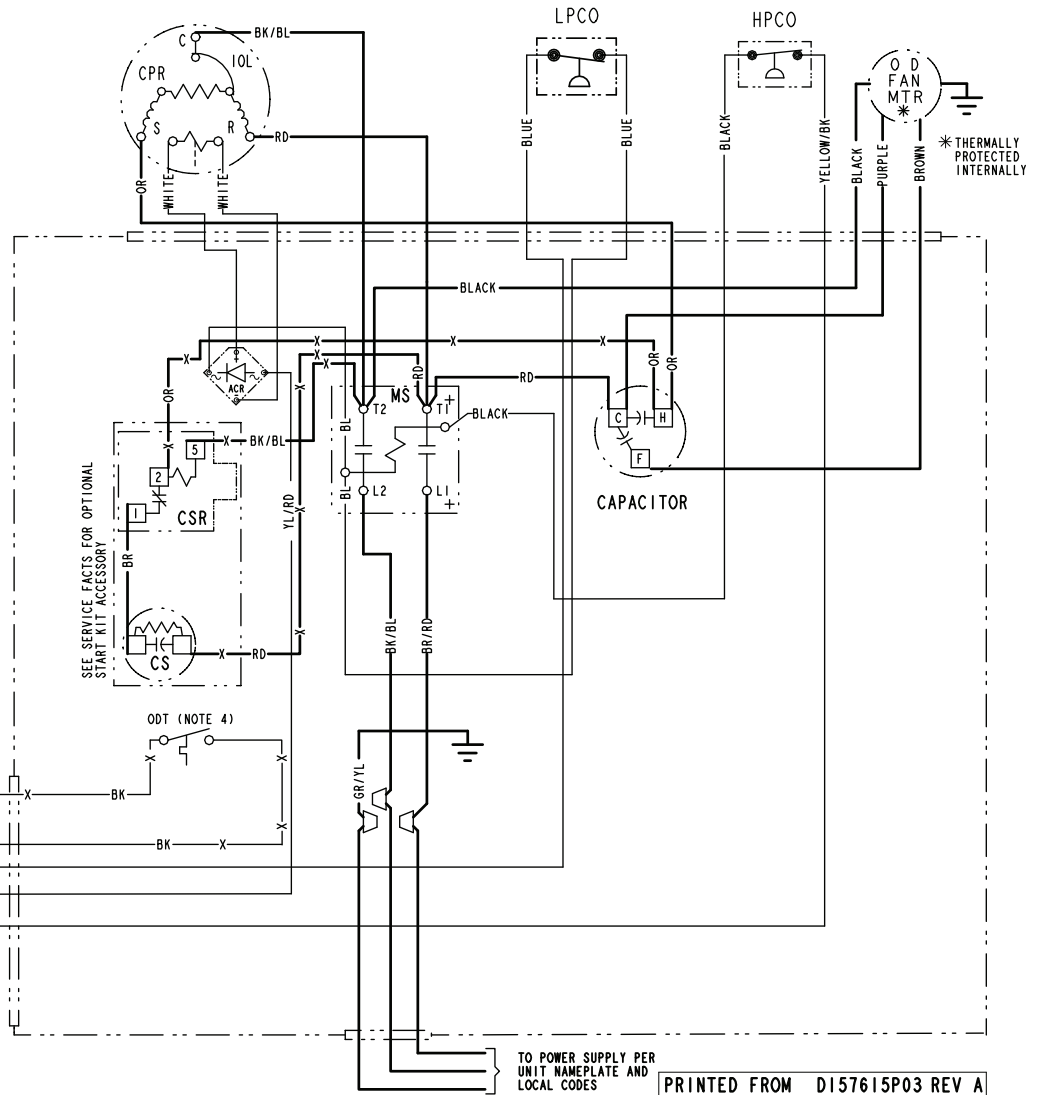 LPCO
HPCO
BK/BL
C
IOL
CPR
S
R
RD
O D
FAN
MTR
*
* THERMALLY
PROTECTED
INTERNALLY
OR
WHITE
WHITE
BLUE
BLUE
BLACK
YELLOW/BK
BLACK
PURPLE
BROWN
BLACK
X
X
X
X
X
X
OR
OR
+
~
~
-
ACR
OR
X
RD
RD
MS
+
T2
T1
BLACK
BL
C
H
F
CAPACITOR
X
BK/BL
5
2
1
CSR
X
BL
L2
L1
+
YL/RD
X
SEE SERVICE FACTS FOR OPTIONAL
START KIT ACCESSORY
BR
X
CS
X
RD
BK/BL
BR/RD
ODT (NOTE 4)
X
X
X
BK
X
BK
X
GR/YL
TO POWER SUPPLY PER
UNIT NAMEPLATE AND
LOCAL CODES
PRINTED FROM D157615P03 REV A